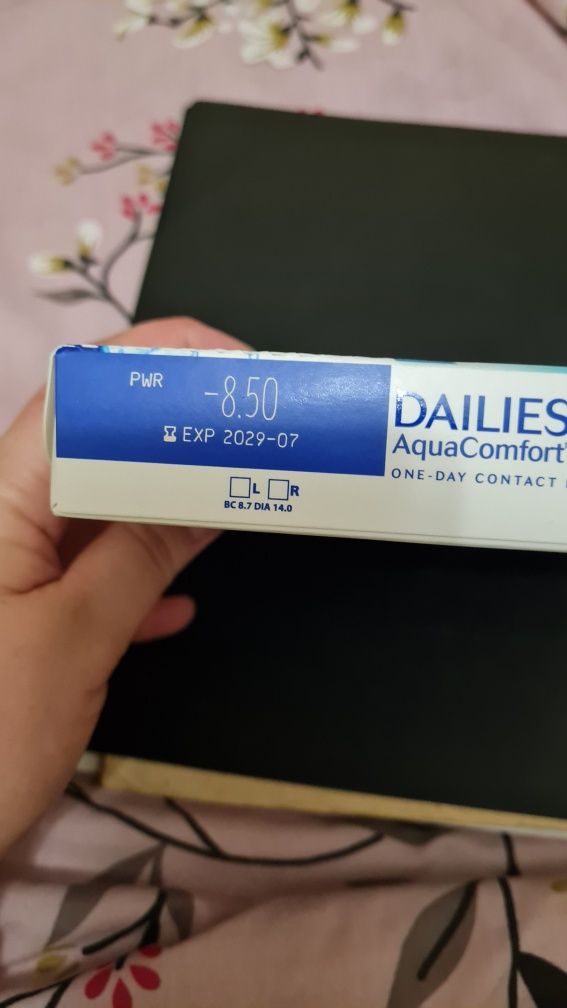 PWR -8.50
EXP 2029-07
L R
BC 8.7 DIA 14.0
DAILIES
AquaComfort
ONE-DAY CONTACT